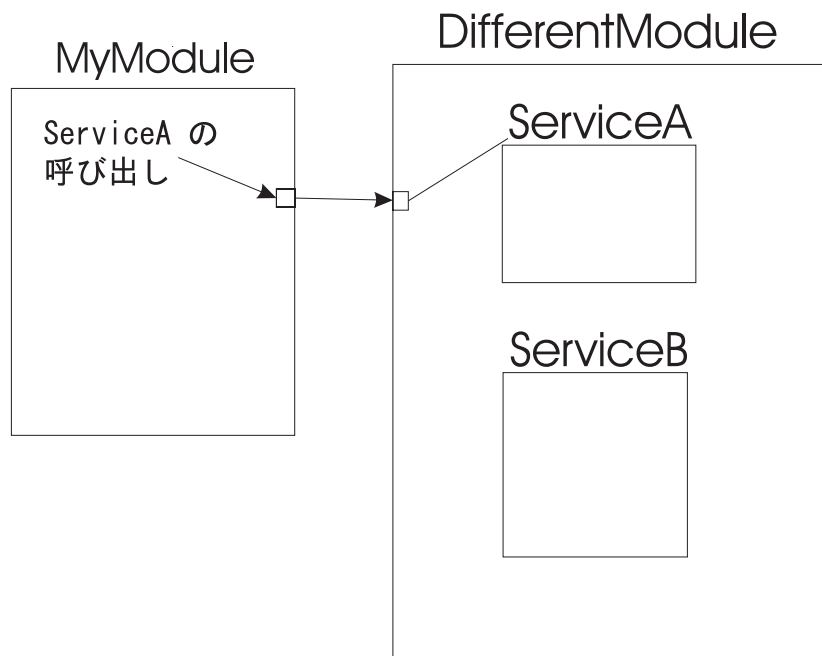 MyModule
ServiceA の
呼び出し
DifferentModule
ServiceA
ServiceB